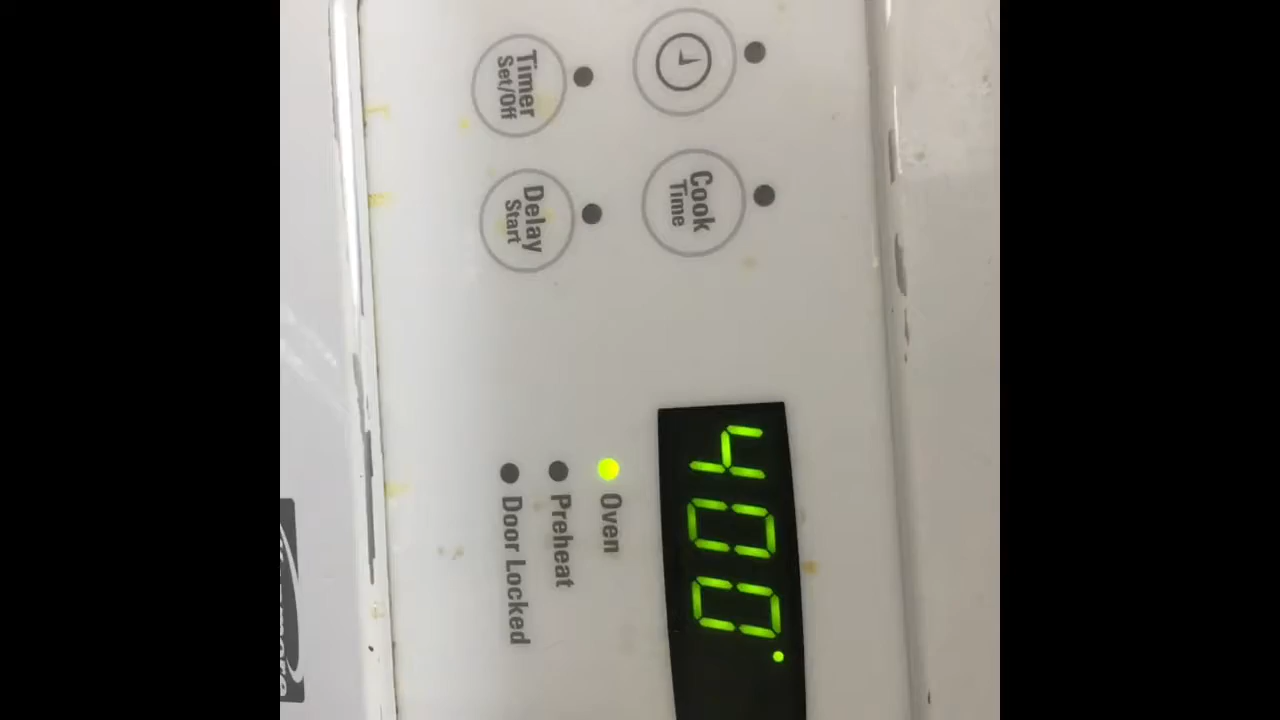 Timer
Set/Off
Delay
Start
Cook
Time
400°
Oven
Preheat
Door Locked